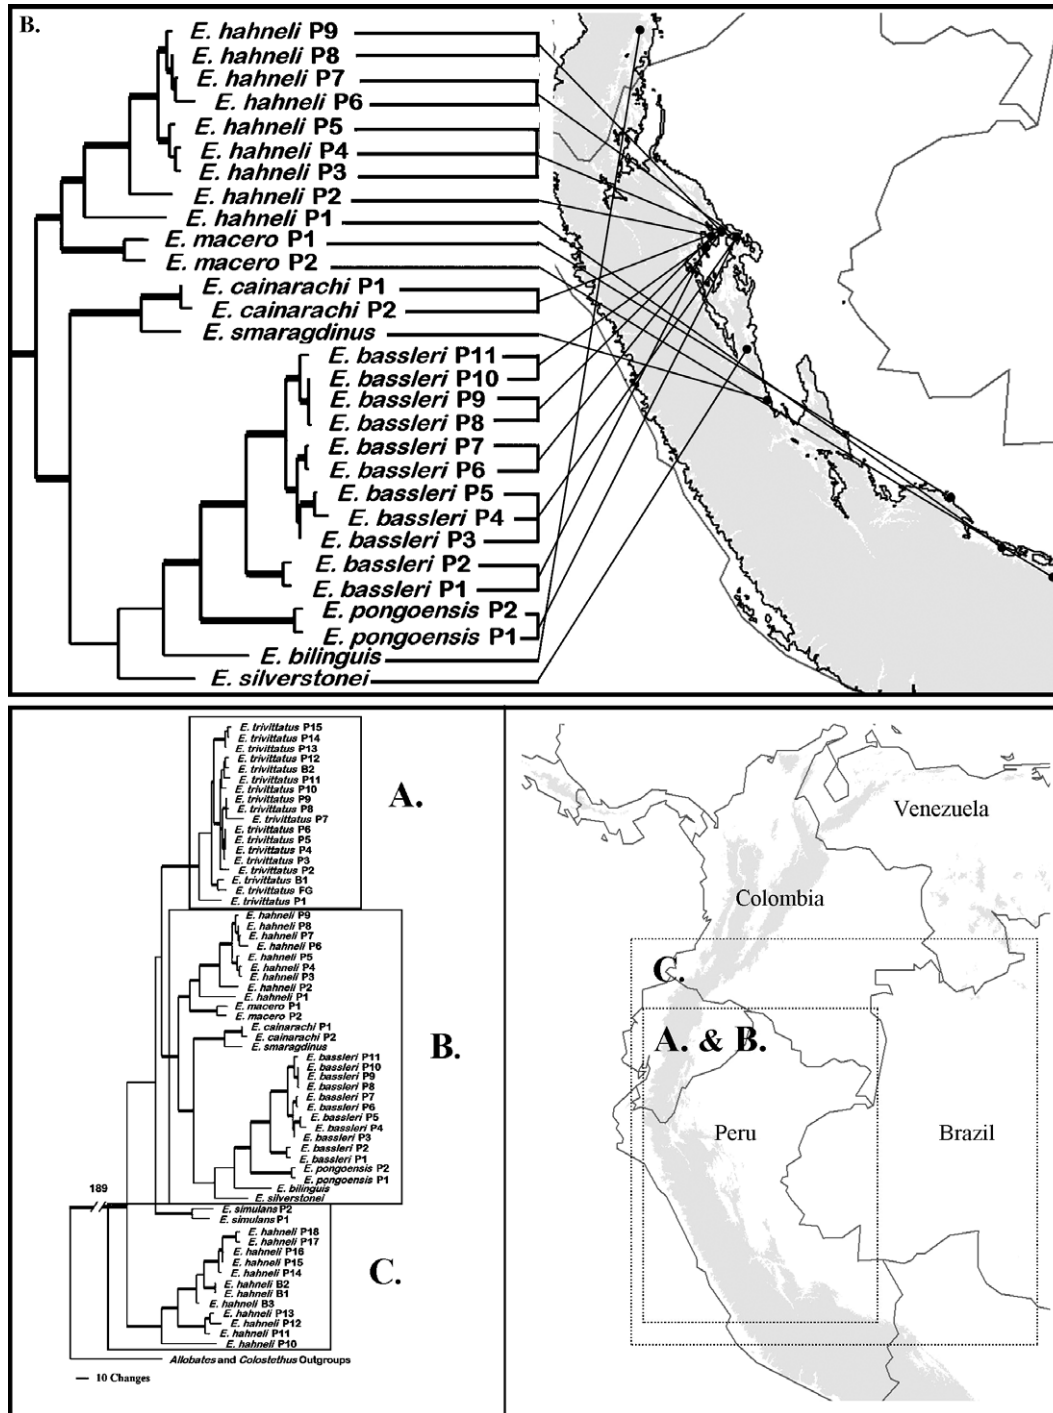 B.
E. hahneli P9
E. hahneli P8
E. hahneli P7
E. hahneli P6
E. hahneli P5
E. hahneli P4
E. hahneli P3
E. hahneli P2
E. hahneli P1
E. macero P1
E. macero P2
E. cainarachi P1
E. cainarachi P2
E. smaragdinus
E. bassleri P11
E. bassleri P10
E. bassleri P9
E. bassleri P8
E. bassleri P7
E. bassleri P6
E. bassleri P5
E. bassleri P4
E. bassleri P3
E. bassleri P2
E. bassleri P1
E. pongoensis P2
E. pongoensis P1
E. bilinguis
E. silverstonei
E. trivittatus P15
E. trivittatus P14
E. trivittatus P13
E. trivittatus P12
E. trivittatus B2
E. trivittatus P11
E. trivittatus P10
E. trivittatus P9
E. trivittatus P8
E. trivittatus P7
E. trivittatus P6
E. trivittatus P5
E. trivittatus P4
E. trivittatus P3
E. trivittatus P2
E. trivittatus B1
E. trivittatus FG
E. trivittatus P1
A.
E. hahneli P9
E. hahneli P8
E. hahneli P7
E. hahneli P6
E. hahneli P5
E. hahneli P4
E. hahneli P3
E. hahneli P2
E. hahneli P1
E. macero P1
E. macero P2
E. cainarachi P1
E. cainarachi P2
E. smaragdinus
E. bassleri P11
E. bassleri P10
E. bassleri P9
E. bassleri P8
E. bassleri P7
E. bassleri P6
E. bassleri P5
E. bassleri P4
E. bassleri P3
E. bassleri P2
E. bassleri P1
E. pongoensis P2
E. pongoensis P1
E. bilinguis
E. silverstonei
B.
189
E. simulans P2
E. simulans P1
E. hahneli P18
E. hahneli P17
E. hahneli P16
E. hahneli P15
E. hahneli P14
E. hahneli B2
E. hahneli B1
E. hahneli B3
E. hahneli P13
E. hahneli P12
E. hahneli P11
E. hahneli P10
C.
Allobates and Colostethus Outgroups
10 Changes
Venezuela
Colombia
C.
A. & B.
Peru
Brazil